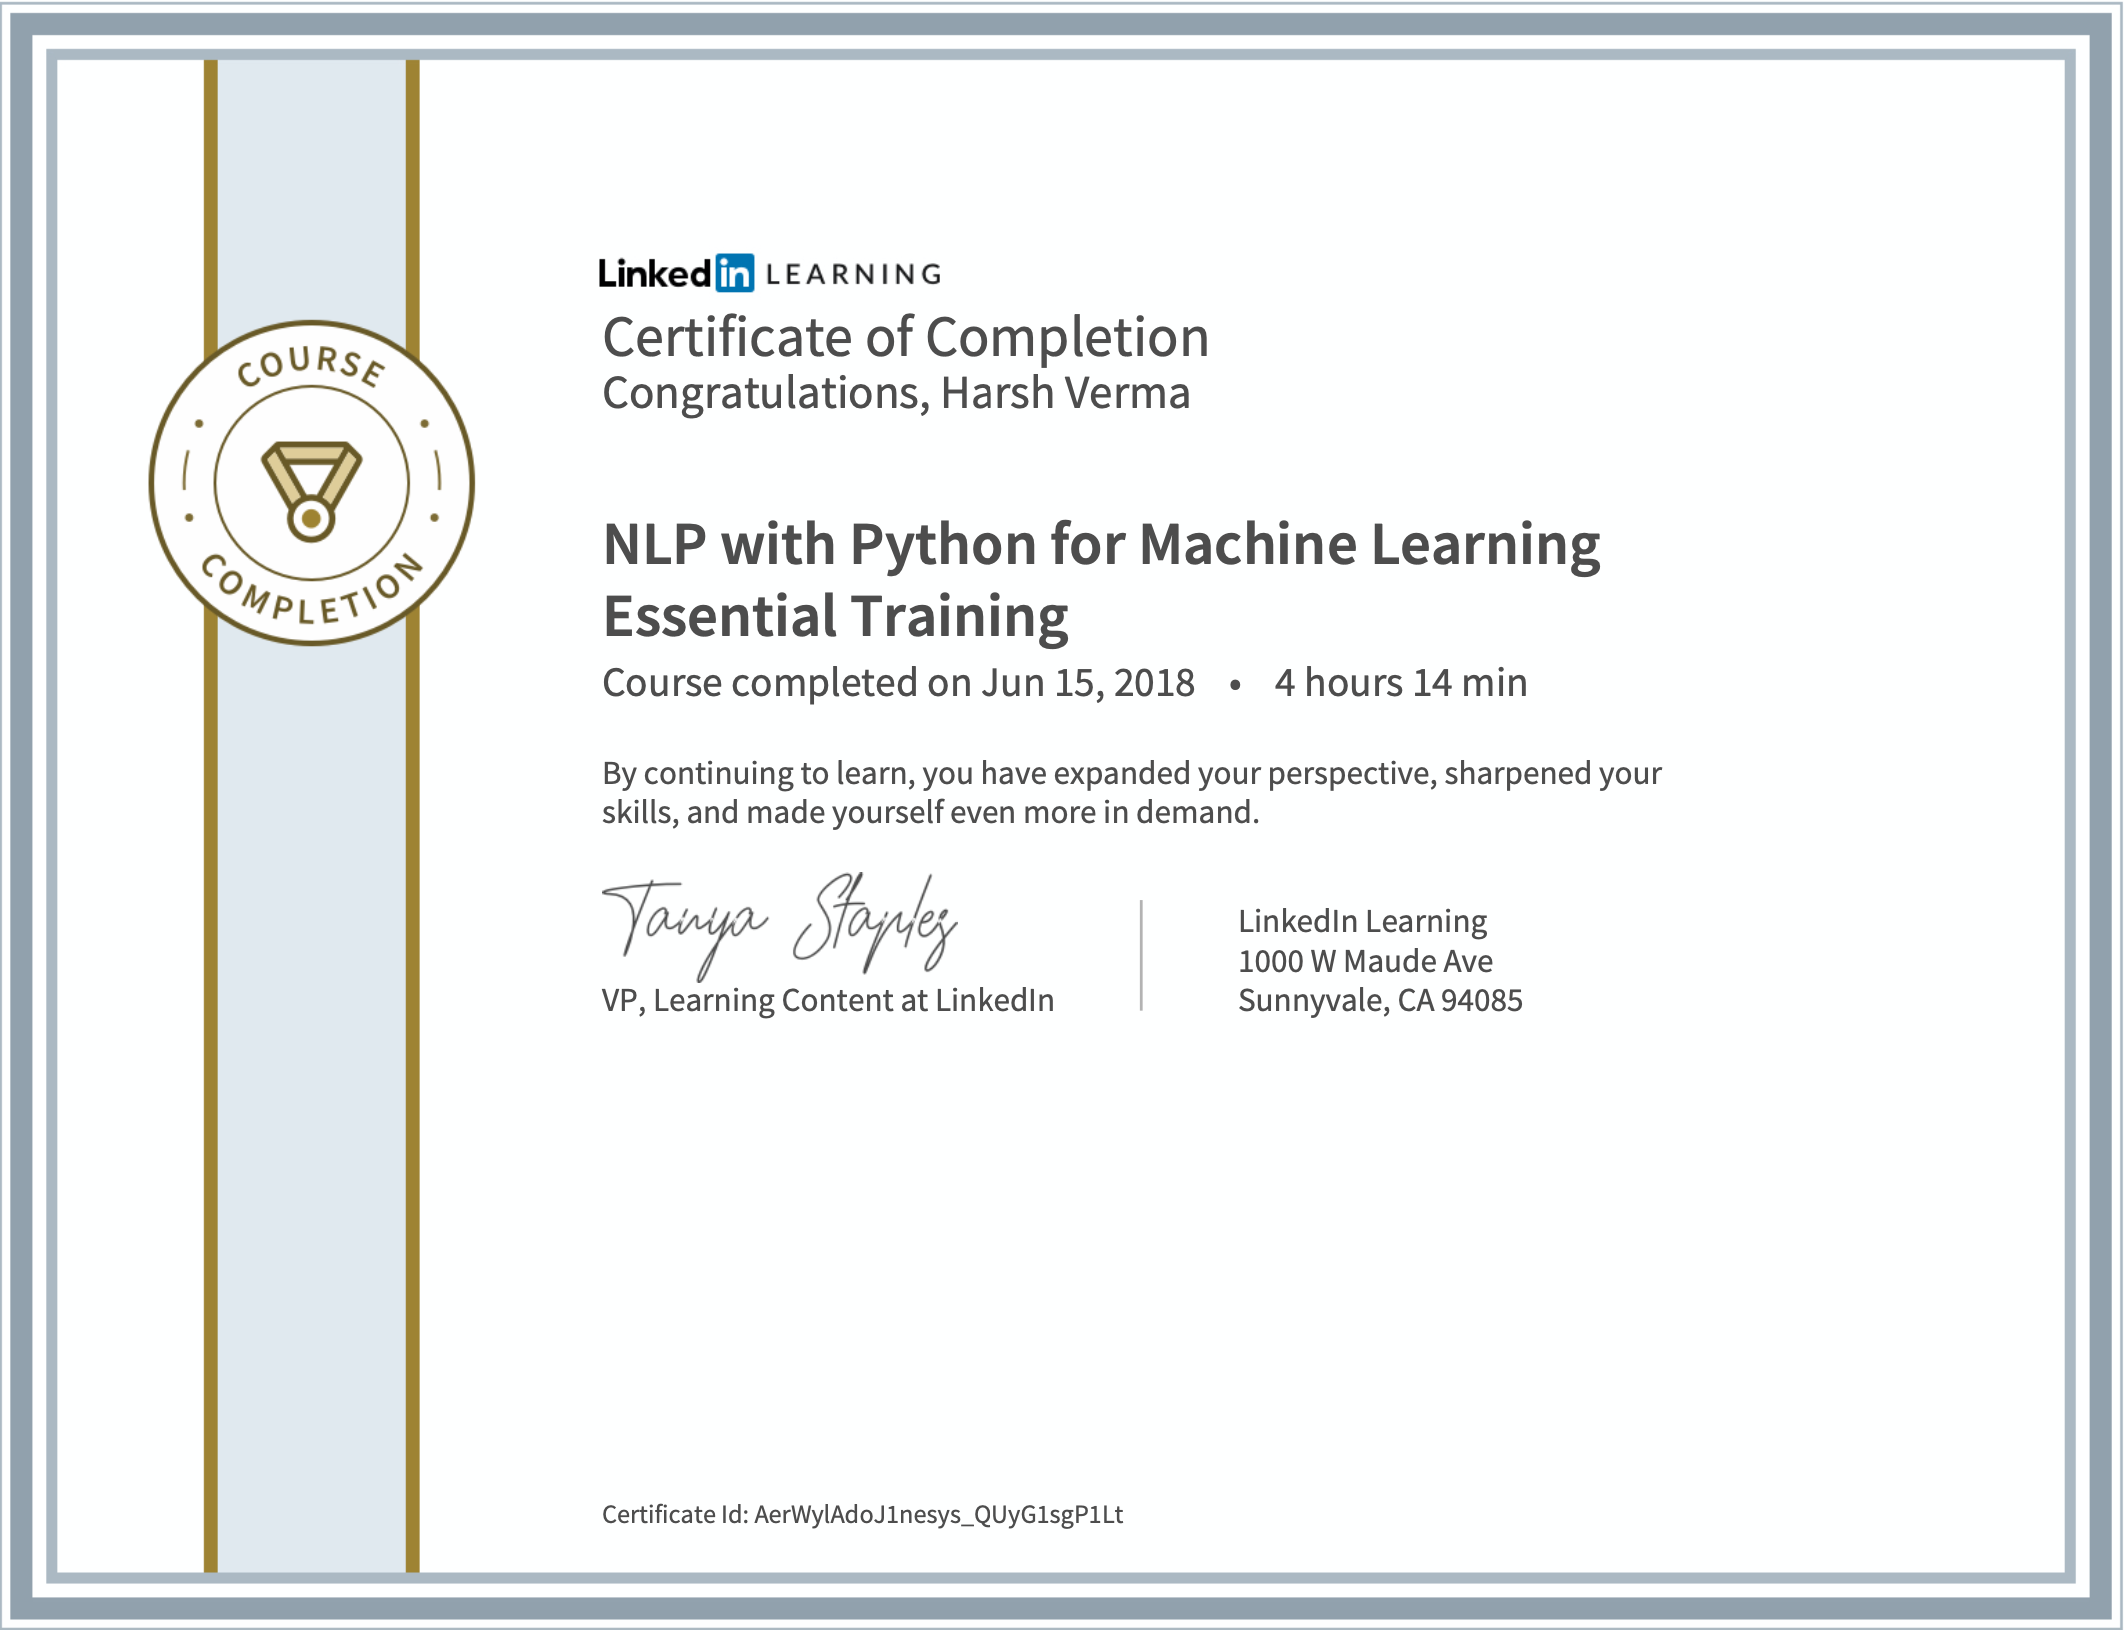 COURSE
COMPLETION
Linked in LEARNING
Certificate of Completion
Congratulations, Harsh Verma
NLP with Python for Machine Learning
Essential Training
Course completed on Jun 15, 2018 • 4 hours 14 min
By continuing to learn, you have expanded your perspective, sharpened your
skills, and made yourself even more in demand.
Tanya Staples
VP, Learning Content at LinkedIn
LinkedIn Learning
1000 W Maude Ave
Sunnyvale, CA 94085
Certificate Id: AerWylAdoJ1nesys_QUyG1sgP1Lt